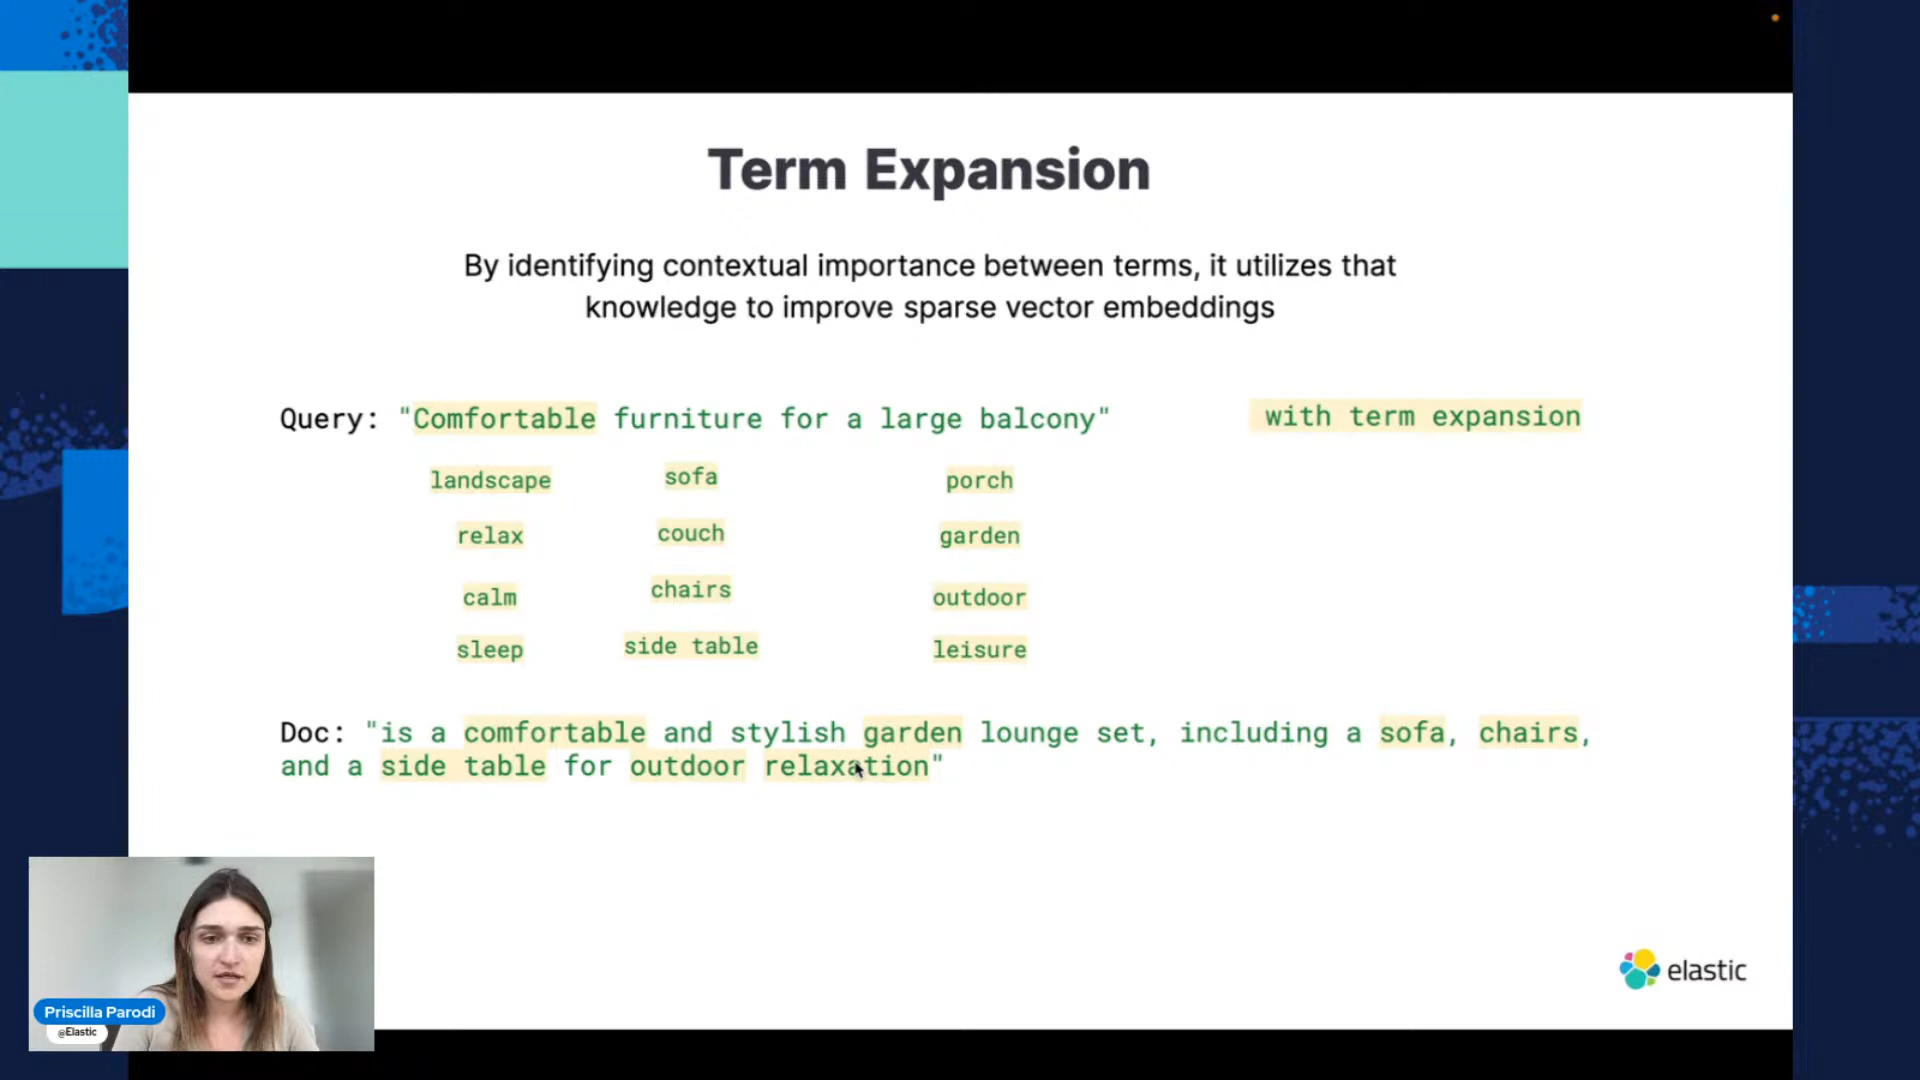 Term Expansion
By identifying contextual importance between terms, it utilizes that
knowledge to improve sparse vector embeddings
Query: "Comfortable furniture for a large balcony"
with term expansion
landscape sofa porch
relax couch garden
calm chairs outdoor
sleep side table leisure
Doc: "is a comfortable and stylish garden lounge set, including a sofa, chairs,
and a side table for outdoor relaxation"
elastic
Priscilla Parodi
@Elastic